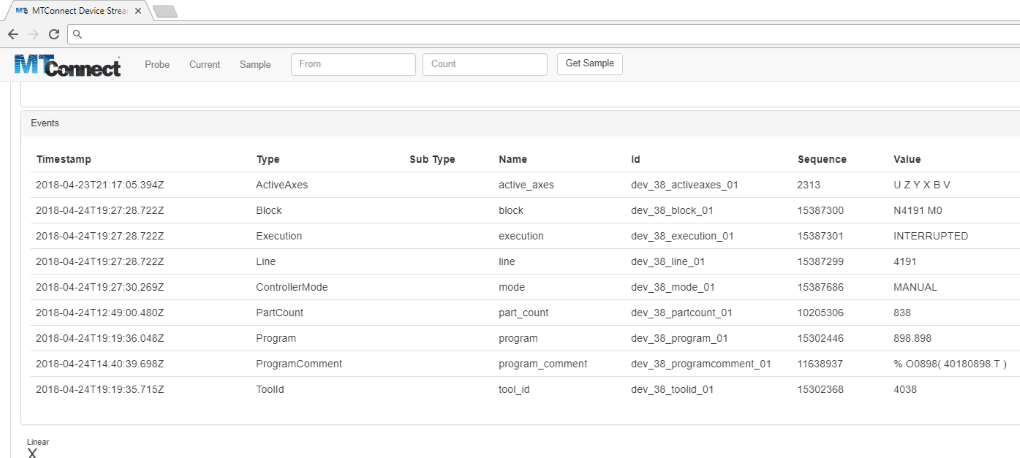 MTConnect Device Strea
MTConnect Probe Current Sample From Count Get Sample
Events
Timestamp Type Sub Type Name Id Sequence Value
2018-04-23T21:17:05.394Z ActiveAxes active_axes dev_38_activeaxes_01 2313 U Z Y X B V
2018-04-24T19:27:28.722Z Block block dev_38_block_01 15387300 N4191 M0
2018-04-24T19:27:28.722Z Execution execution dev_38_execution_01 15387301 INTERRUPTED
2018-04-24T19:27:28.722Z Line line dev_38_line_01 15387299 4191
2018-04-24T19:27:30.269Z ControllerMode mode dev_38_mode_01 15387686 MANUAL
2018-04-24T12:49:00.480Z PartCount part_count dev_38_partcount_01 10205306 838
2018-04-24T19:19:36.048Z Program program dev_38_program_01 15302446 898.898
2018-04-24T14:40:39.698Z ProgramComment program_comment dev_38_programcomment_01 11638937 % O0898( 40180898.T )
2018-04-24T19:19:35.715Z ToolId tool_id dev_38_toolid_01 15302368 4038
Linear
X